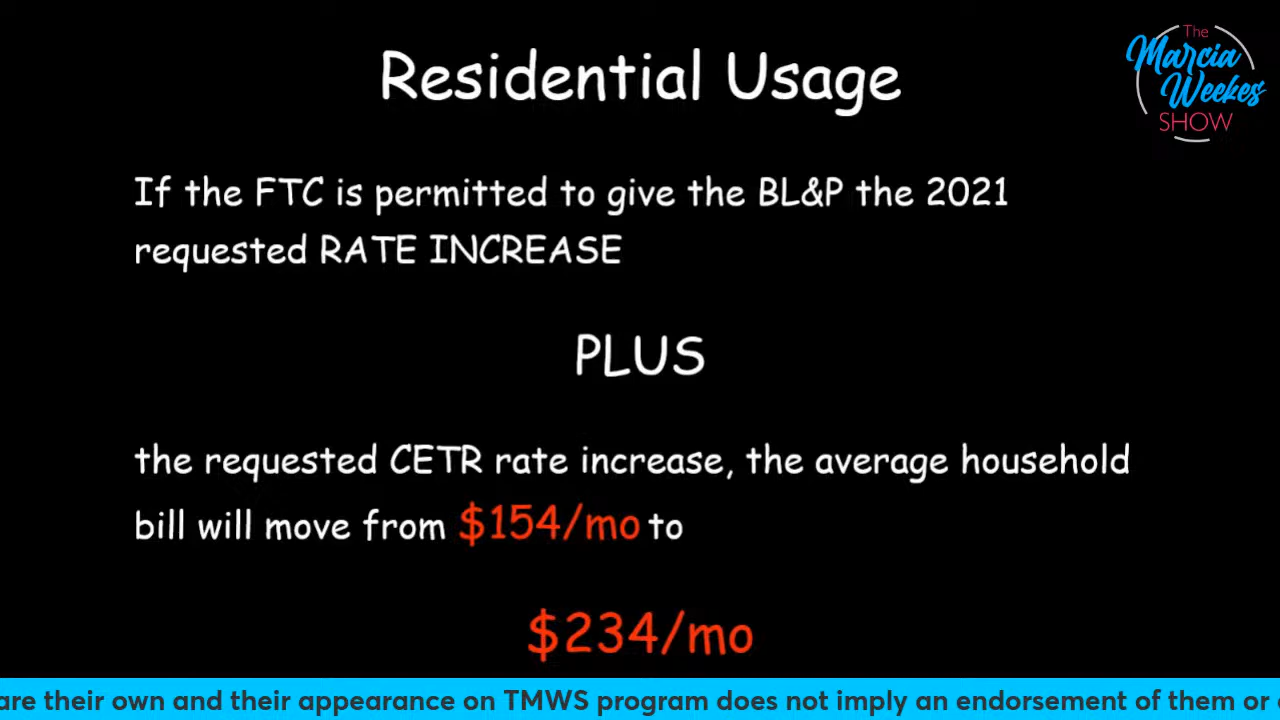 The
Marcia
Weekes
SHOW
Residential Usage
If the FTC is permitted to give the BL&P the 2021
requested RATE INCREASE
PLUS
the requested CETR rate increase, the average household
bill will move from $154/mo to
$234/mo
are their own and their appearance on TMWS program does not imply an endorsement of them or